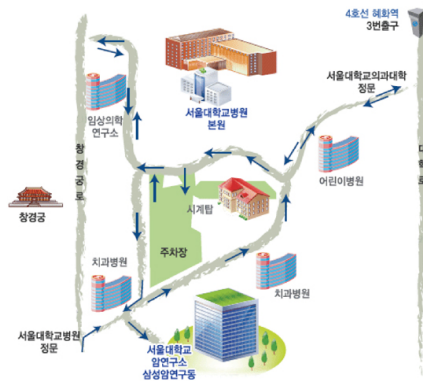 4호선 혜화역
3번출구
서울대학교의과대학
정문
서울대학교병원
본원
임상의학
연구소
창경궁로
대학로
어린이병원
창경궁
시계탑
주차장
치과병원
치과병원
서울대학교병원
정문
서울대학교
암연구소
삼성암연구동